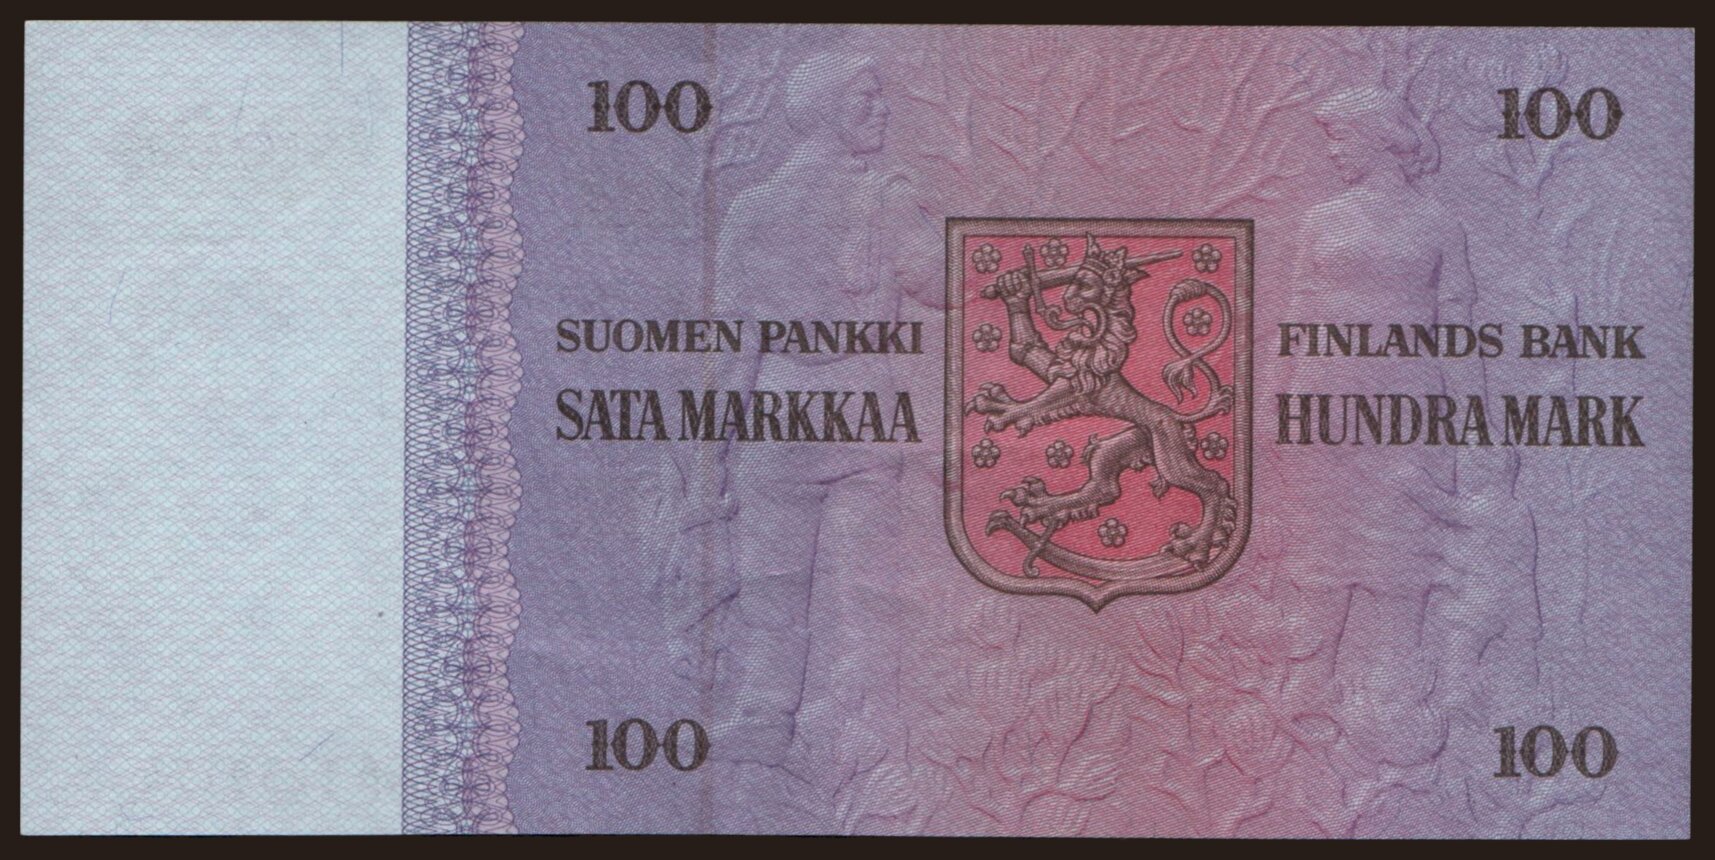 100 100
SUOMEN PANKKI FINLANDS BANK
SATA MARKKAA HUNDRA MARK
100 100